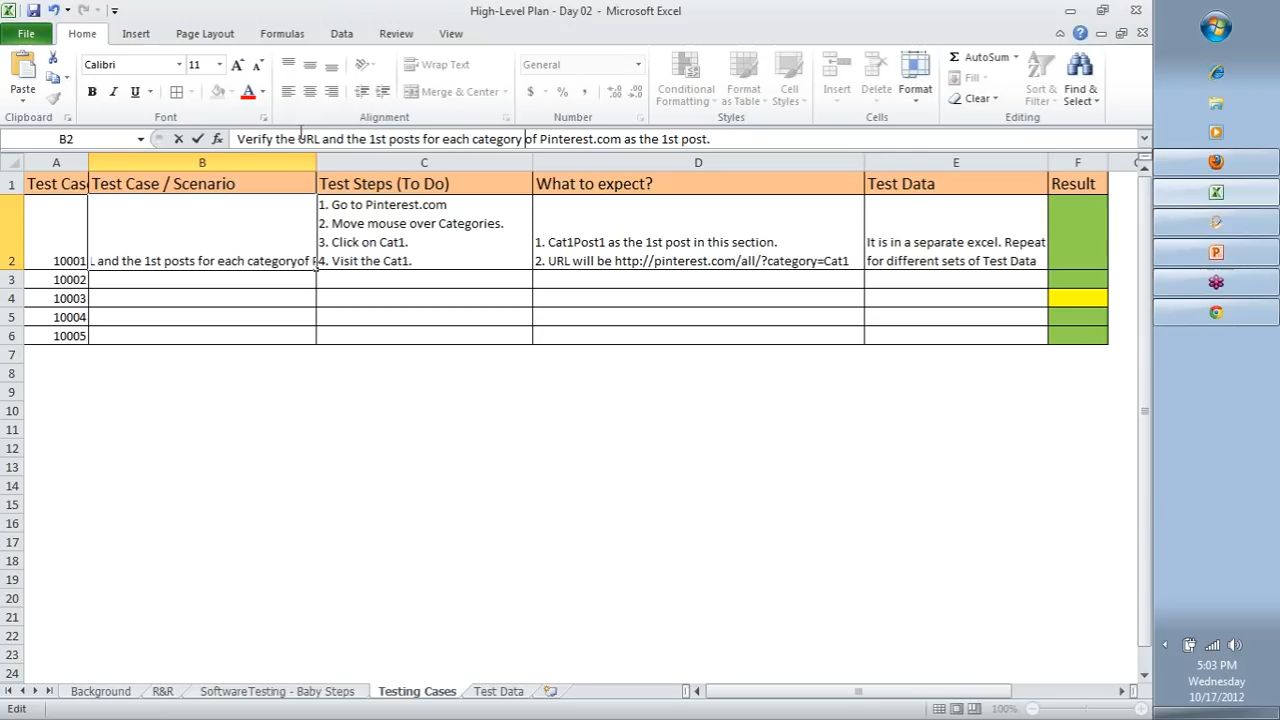 High-Level Plan - Day 02 - Microsoft Excel
File Home Insert Page Layout Formulas Data Review View
Calibri 11 Wrap Text General AutoSum
Paste Merge & Center Conditional Formatting Format as Table Cell Styles Insert Delete Format Fill Clear Sort & Filter Find & Select
Clipboard Font Alignment Number Styles Cells Editing
B2 Verify the URL and the 1st posts for each category of Pinterest.com as the 1st post.
A B C D E F
1 Test Cas Test Case / Scenario Test Steps (To Do) What to expect? Test Data Result
1. Go to Pinterest.com
2. Move mouse over Categories.
3. Click on Cat1. 1. Cat1Post1 as the 1st post in this section. It is in a separate excel. Repeat
2 10001 L and the 1st posts for each categoryof 4. Visit the Cat1. 2. URL will be http://pinterest.com/all/?category=Cat1 for different sets of Test Data
3 10002
4 10003
5 10004
6 10005
7
8
9
10
11
12
13
14
15
16
17
18
19
20
21
22
23
24
Background R&R SoftwareTesting - Baby Steps Testing Cases Test Data
Edit 100%
5:03 PM
Wednesday
10/17/2012